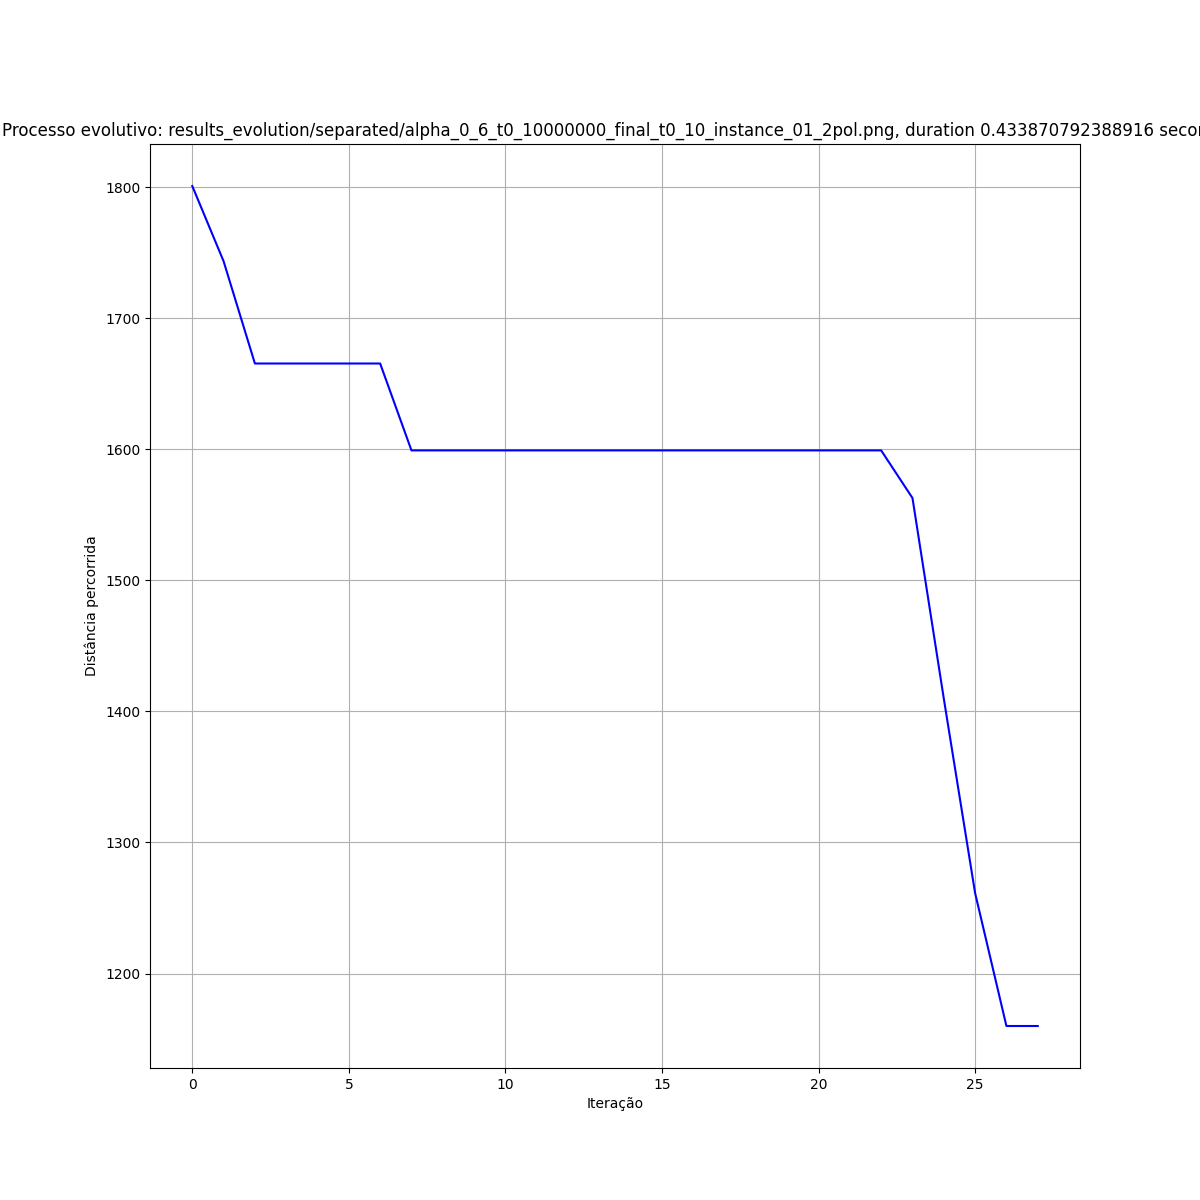 Processo evolutivo: results_evolution/separated/alpha_0_6_t0_10000000_final_t0_10_instance_01_2pol.png, duration 0.433870792388916
1800
1700
1600
1500
1400
1300
1200
Distância percorrida
0 5 10 15 20 25
Iteração